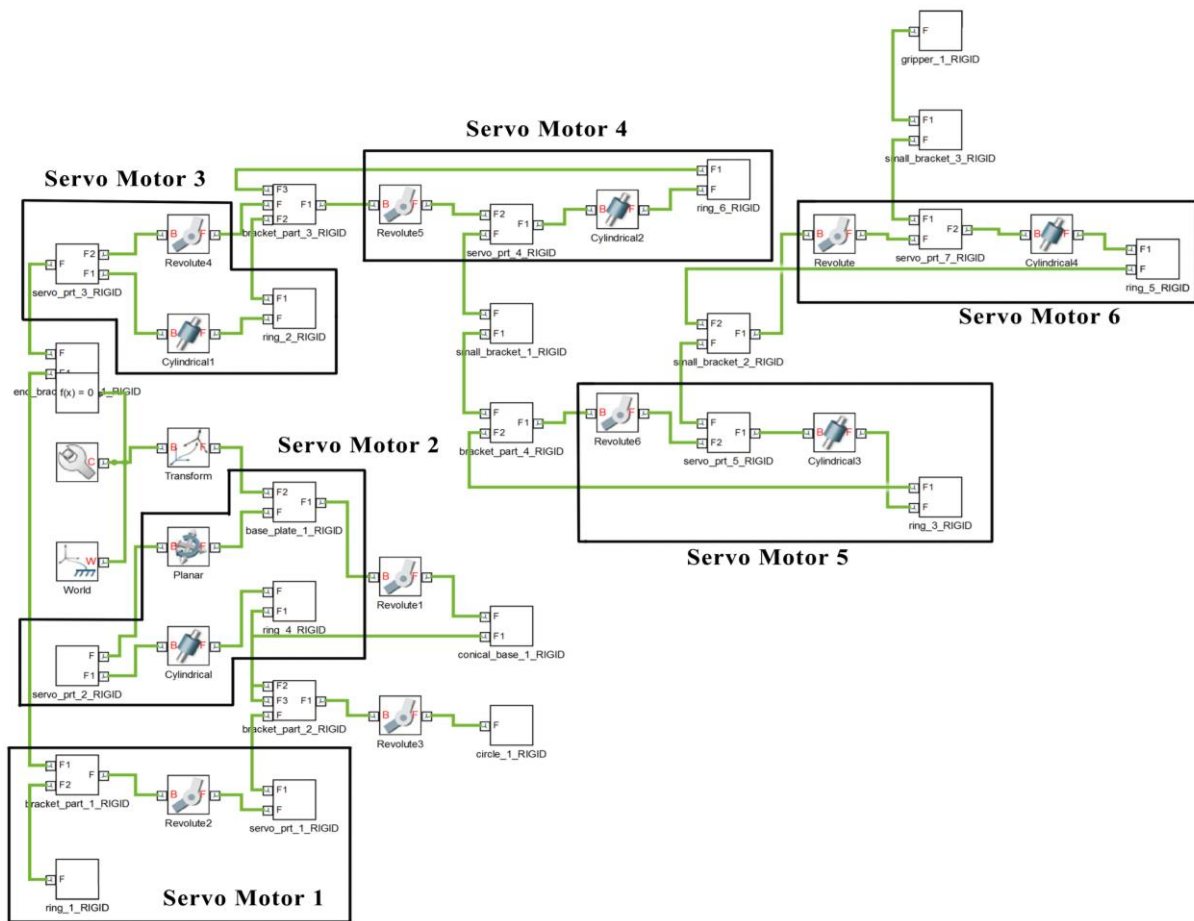 F
gripper_1_RIGID
F1
F
small_bracket_3_RIGID
Servo Motor 4
F3
F
F2
F1
bracket_part_3_RIGID
B
F
Revolute5
F2
F
F1
servo_prt_4_RIGID
B
F
Cylindrical2
F1
F
ring_6_RIGID
Servo Motor 3
F
F2
F1
servo_prt_3_RIGID
B
F
Revolute4
B
F
Cylindrical1
F1
F
ring_2_RIGID
B
F
Revolute
F1
F
F2
servo_prt_7_RIGID
B
F
Cylindrical4
F1
F
ring_5_RIGID
Servo Motor 6
F
F1
small_bracket_1_RIGID
F2
F
F1
small_bracket_2_RIGID
F
f(x) = 0
1_RIGID
F
F2
F1
bracket_part_4_RIGID
B
F
Revolute6
F
F2
F1
servo_prt_5_RIGID
B
F
Cylindrical3
F1
F
ring_3_RIGID
Servo Motor 5
C
B
F
Transform
Servo Motor 2
F2
F
F1
base_plate_1_RIGID
W
World
B
F
Planar
B
F
Revolute1
F
F1
ring_4_RIGID
F
F1
conical_base_1_RIGID
F
F1
servo_prt_2_RIGID
B
F
Cylindrical
F2
F3
F
F1
bracket_part_2_RIGID
B
F
Revolute3
F
circle_1_RIGID
F1
F2
F
bracket_part_1_RIGID
B
F
Revolute2
F1
F
servo_prt_1_RIGID
F
ring_1_RIGID
Servo Motor 1